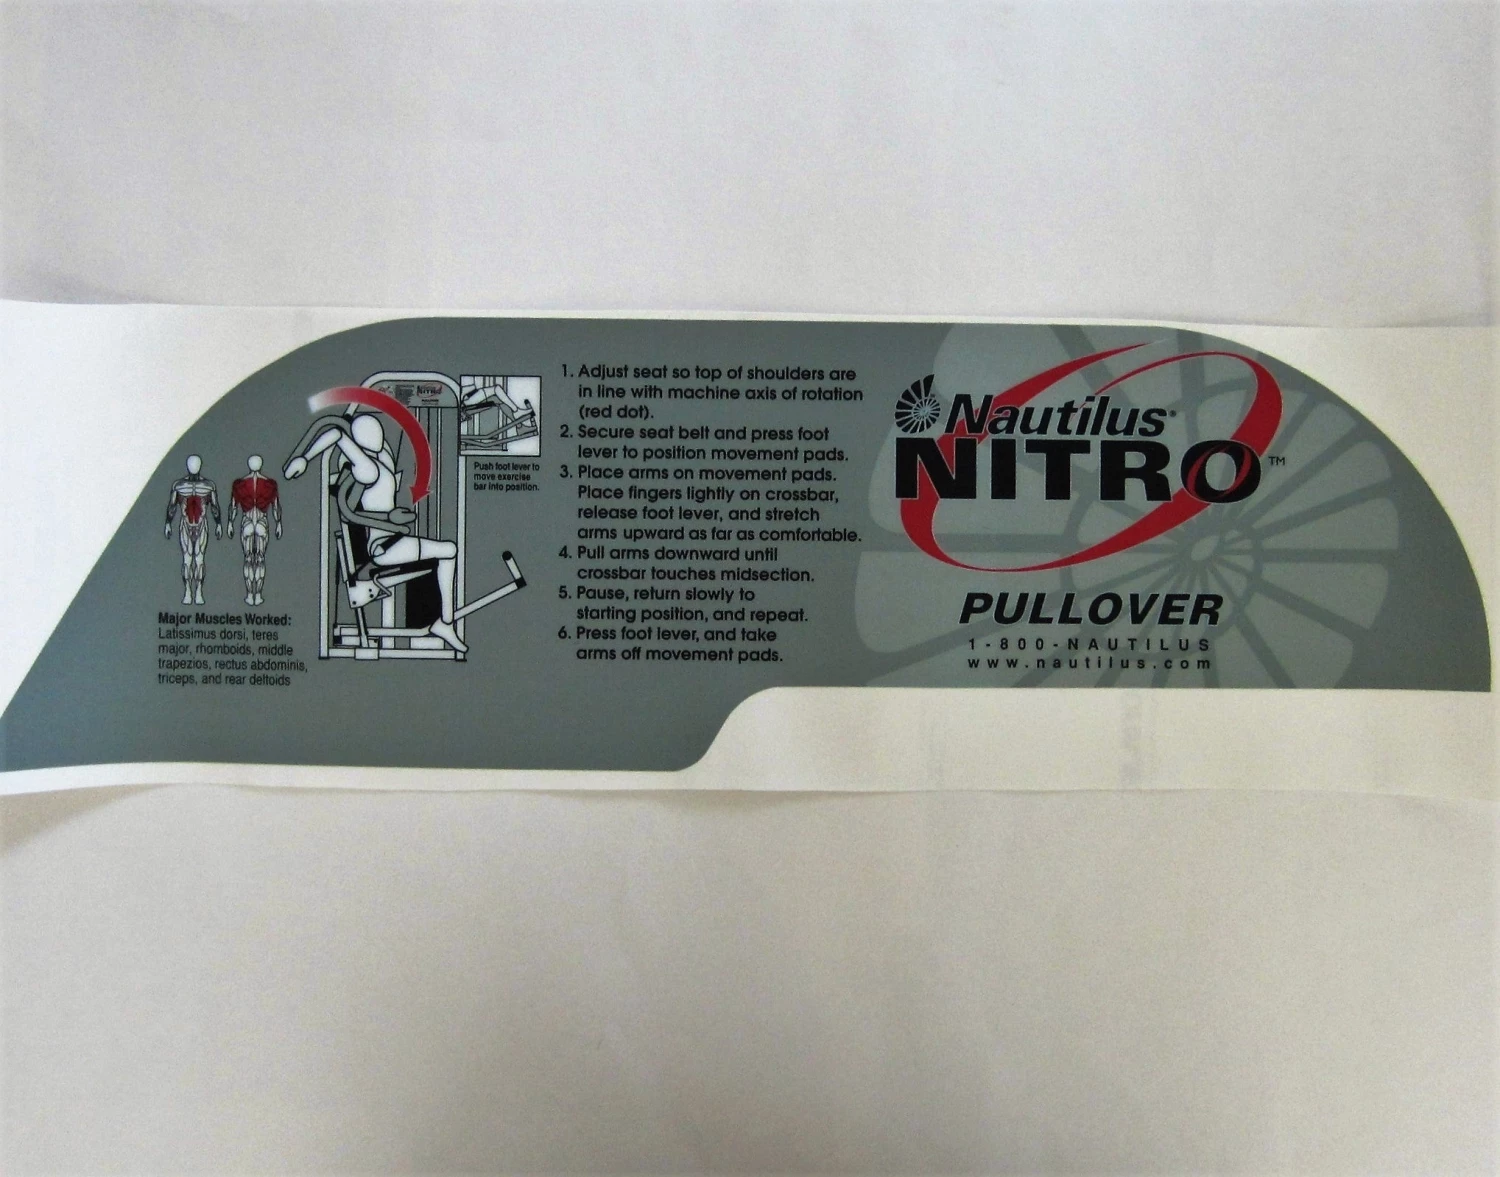 Push foot lever to
move exercise
bar into position.
Major Muscles Worked:
Latissimus dorsi, teres
major, rhomboids, middle
trapezios, rectus abdominis,
triceps, and rear deltoids
1. Adjust seat so top of shoulders are
in line with machine axis of rotation
(red dot).
2. Secure seat belt and press foot
lever to position movement pads.
3. Place arms on movement pads.
Place fingers lightly on crossbar,
release foot lever, and stretch
arms upward as far as comfortable.
4. Pull arms downward until
crossbar touches midsection.
5. Pause, return slowly to
starting position, and repeat.
6. Press foot lever, and take
arms off movement pads.
Nautilus®
NITRO™
PULLOVER
1-800-NAUTILUS
www.nautilus.com